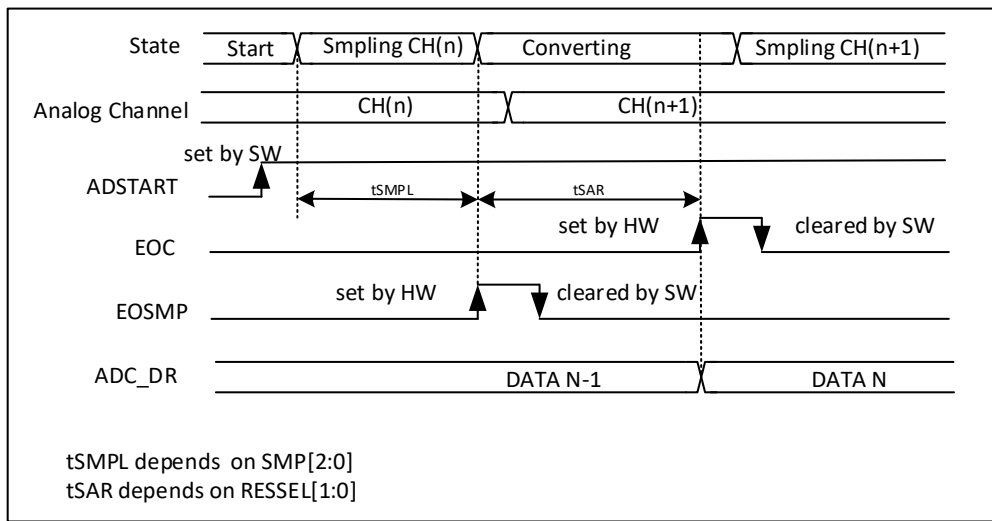 State Start Smpling CH(n) Converting Smpling CH(n+1)
Analog Channel CH(n) CH(n+1)
set by SW
ADSTART tSMPL tSAR
set by HW cleared by SW
EOC
set by HW cleared by SW
EOSMP
ADC_DR DATA N-1 DATA N
tSMPL depends on SMP[2:0]
tSAR depends on RESSEL[1:0]